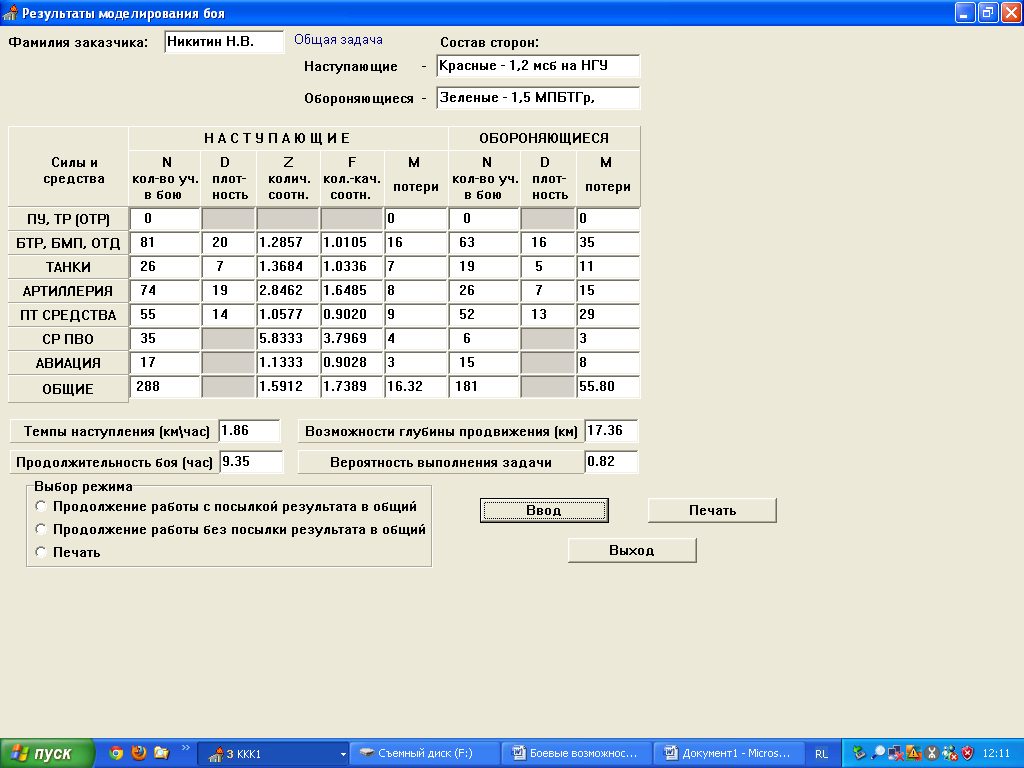 Результаты моделирования боя
Фамилия заказчика: Никитин Н.В. Общая задача Состав сторон:
Наступающие - Красные - 1,2 мсб на НГУ
Обороняющиеся - Зеленые - 1,5 МПБТГр,
Силы и средства Н А С Т У П А Ю Щ И Е ОБОРОНЯЮЩИЕСЯ
N кол-во уч. в бою D плот-ность Z колич. соотн. F кол.-кач. соотн. M потери N кол-во уч. в бою D плот-ность M потери
ПУ, ТР (ОТР) 0 0 0 0
БТР, БМП, ОТД 81 20 1.2857 1.0105 16 63 16 35
ТАНКИ 26 7 1.3684 1.0336 7 19 5 11
АРТИЛЛЕРИЯ 74 19 2.8462 1.6485 8 26 7 15
ПТ СРЕДСТВА 55 14 1.0577 0.9020 9 52 13 29
СР ПВО 35 5.8333 3.7969 4 6 3
АВИАЦИЯ 17 1.1333 0.9028 3 15 8
ОБЩИЕ 288 1.5912 1.7389 16.32 181 55.80
Темпы наступления (км\час) 1.86 Возможности глубины продвижения (км) 17.36
Продолжительность боя (час) 9.35 Вероятность выполнения задачи 0.82
Выбор режима
Продолжение работы с посылкой результата в общий
Продолжение работы без посылки результата в общий
Печать
Ввод Печать
Выход
пуск » 3 KKK1 Съемный диск (F:) Боевые возможнос... Документ1 - Micros... RL 12:11